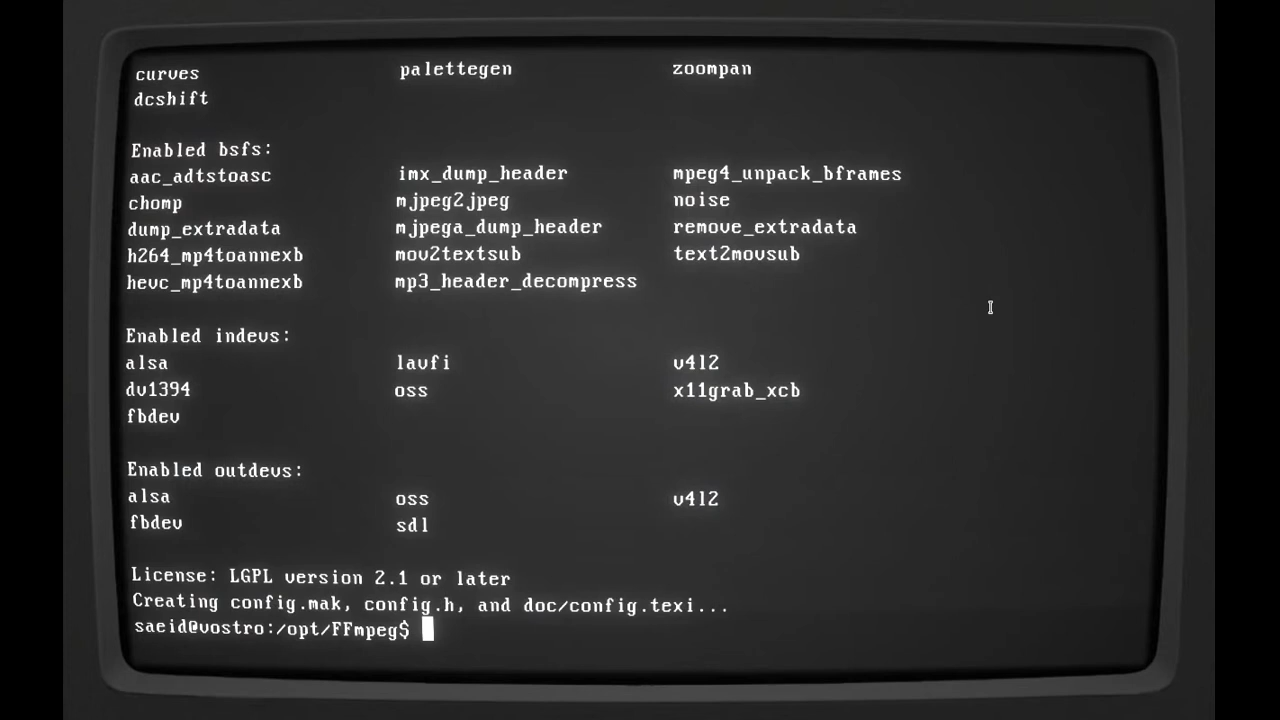 curves palettegen zoompan
dcshift
Enabled bsfs:
aac_adtstoasc imx_dump_header mpeg4_unpack_bframes
chomp mjpeg2jpeg noise
dump_extradata mjpega_dump_header remove_extradata
h264_mp4toannexb mov2textsub text2movsub
hevc_mp4toannexb mp3_header_decompress
Enabled indevs:
alsa lavfi v4l2
dv1394 oss x11grab_xcb
fbdev
Enabled outdevs:
alsa oss v4l2
fbdev sdl
License: LGPL version 2.1 or later
Creating config.mak, config.h, and doc/config.texi...
saeid@vostro:/opt/FFmpeg$